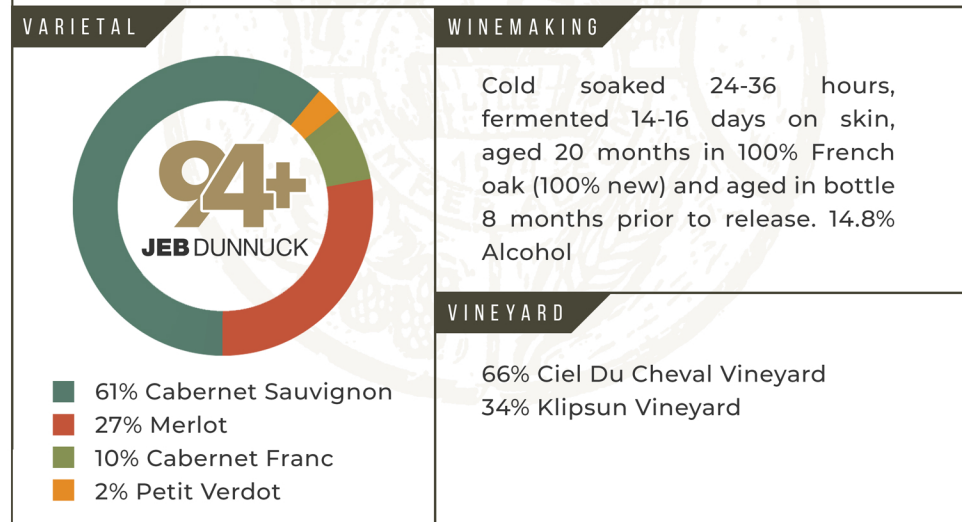 VARIETAL
94+
JEB DUNNUCK
61% Cabernet Sauvignon
27% Merlot
10% Cabernet Franc
2% Petit Verdot
WINEMAKING
Cold soaked 24-36 hours,
fermented 14-16 days on skin,
aged 20 months in 100% French
oak (100% new) and aged in bottle
8 months prior to release. 14.8%
Alcohol
VINEYARD
66% Ciel Du Cheval Vineyard
34% Klipsun Vineyard